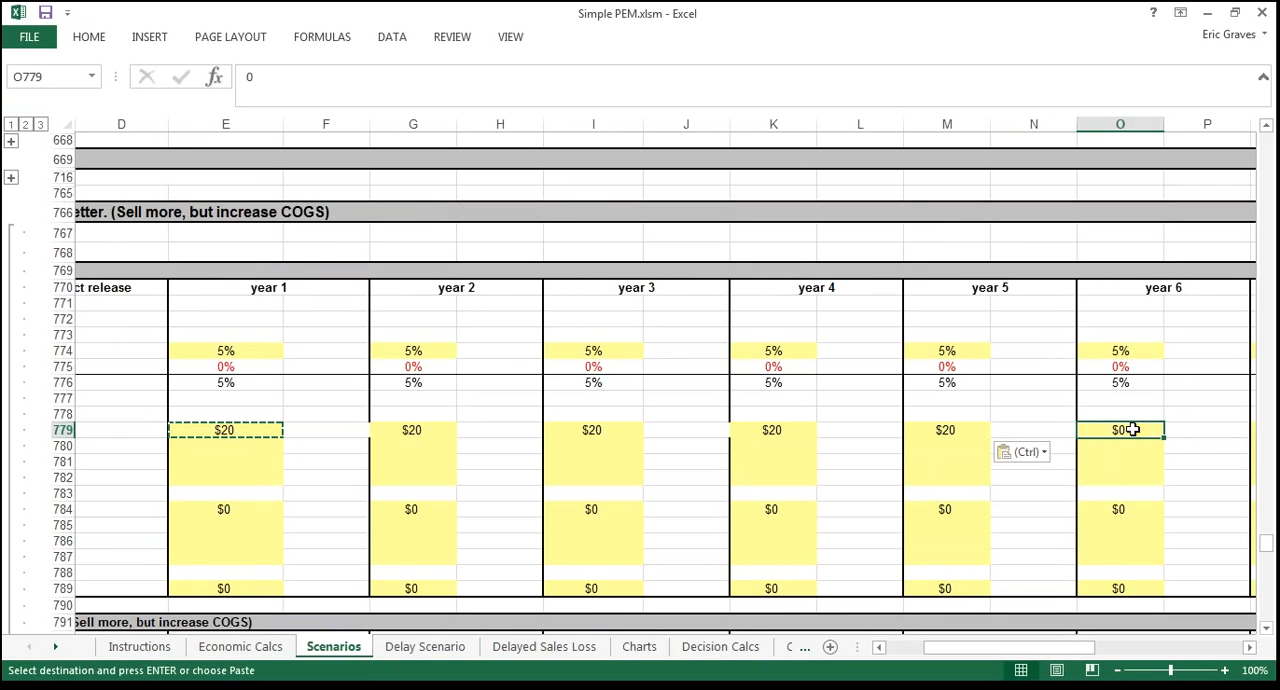 Simple PEM.xlsm - Excel
?
FILE HOME INSERT PAGE LAYOUT FORMULAS DATA REVIEW VIEW
Eric Graves
O779 fx 0
1 2 3 D E F G H I J K L M N O P
668
669
716
765
766 etter. (Sell more, but increase COGS)
767
768
769
770 ct release year 1 year 2 year 3 year 4 year 5 year 6
771
772
773
774 5% 5% 5% 5% 5% 5%
775 0% 0% 0% 0% 0% 0%
776 5% 5% 5% 5% 5% 5%
777
778
779 $20 $20 $20 $20 $20 $0
780
(Ctrl)
781
782
783
784 $0 $0 $0 $0 $0 $0
785
786
787
788
789 $0 $0 $0 $0 $0 $0
790
791 Sell more, but increase COGS)
Instructions Economic Calcs Scenarios Delay Scenario Delayed Sales Loss Charts Decision Calcs C ...
Select destination and press ENTER or choose Paste
100%